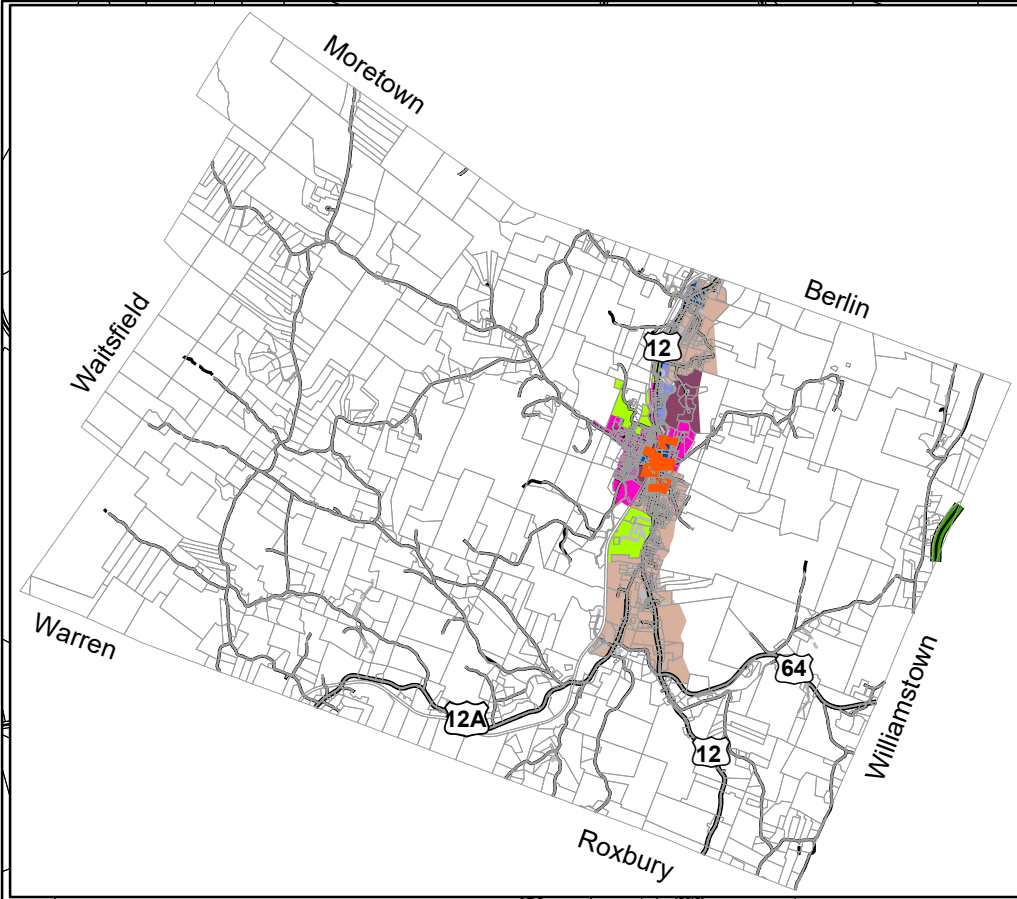 Moretown
Berlin
Waitsfield
12
Warren
64
12A
Williamstown
12
Roxbury